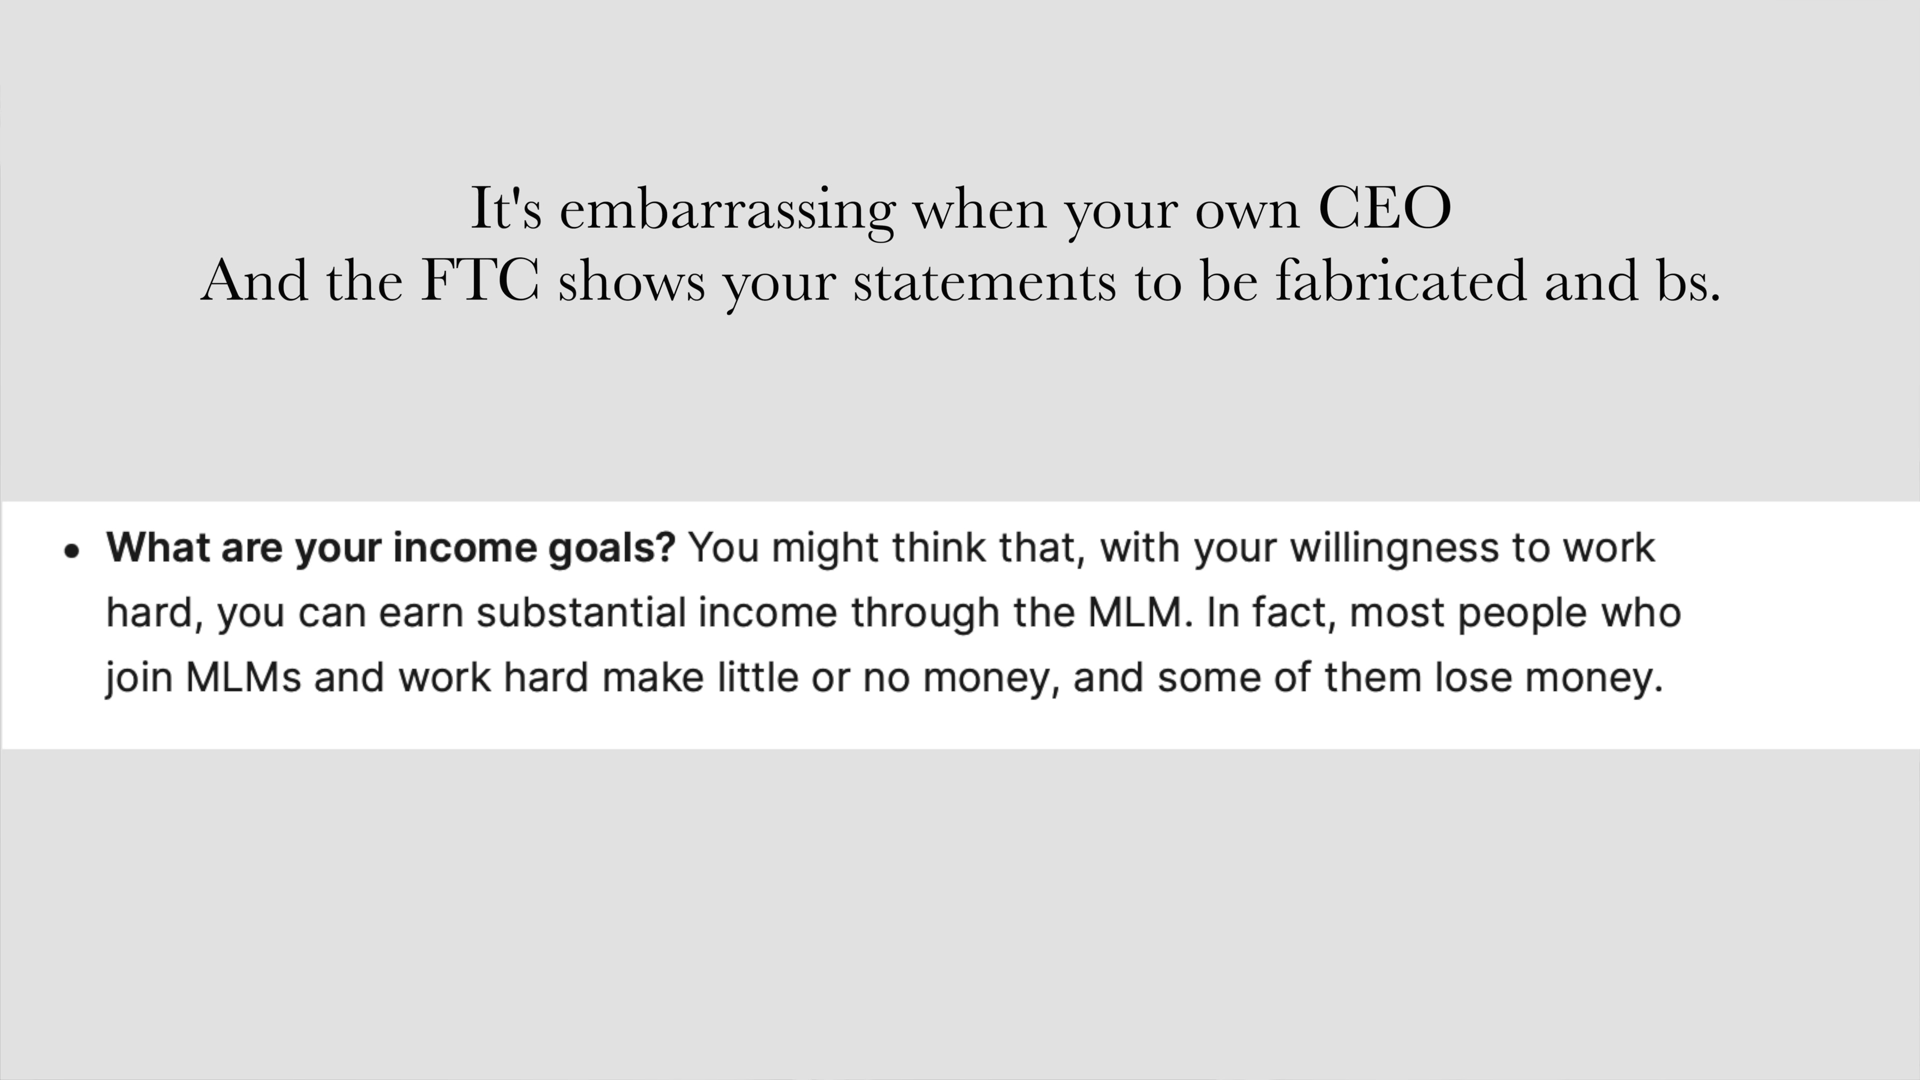 It's embarrassing when your own CEO
And the FTC shows your statements to be fabricated and bs.
• What are your income goals? You might think that, with your willingness to work
hard, you can earn substantial income through the MLM. In fact, most people who
join MLMs and work hard make little or no money, and some of them lose money.